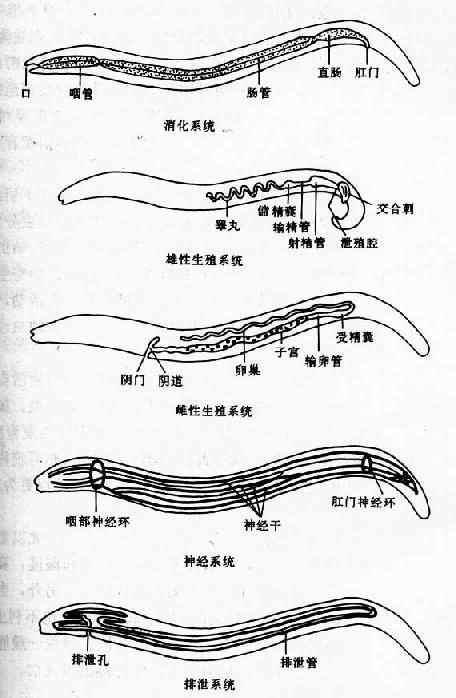 口 咽管 肠管 直肠 肛门
消化系统
睾丸 储精囊 输精管 射精管 交合刺 泄殖腔
雄性生殖系统
阴门 阴道 卵巢 子宫 输卵管 受精囊
雌性生殖系统
咽部神经环 神经干 肛门神经环
神经系统
排泄孔 排泄管
排泄系统